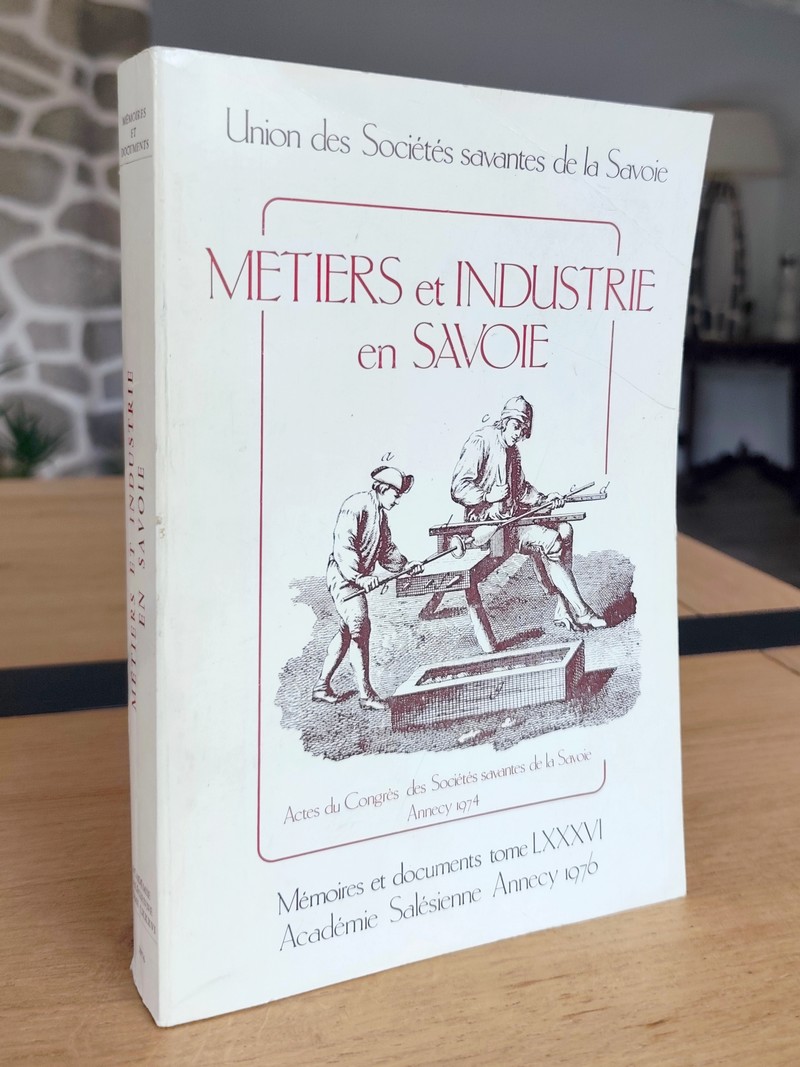 Union des Sociétés savantes de la Savoie
METIERS et INDUSTRIE
en SAVOIE
a
c
Actes du Congrès des Sociétés savantes de la Savoie
Annecy 1974
Mémoires et documents tome LXXXVI
Académie Salésienne Annecy 1976
MÉMOIRES
ET
DOCUMENTS
METIERS ET INDUSTRIE
EN SAVOIE